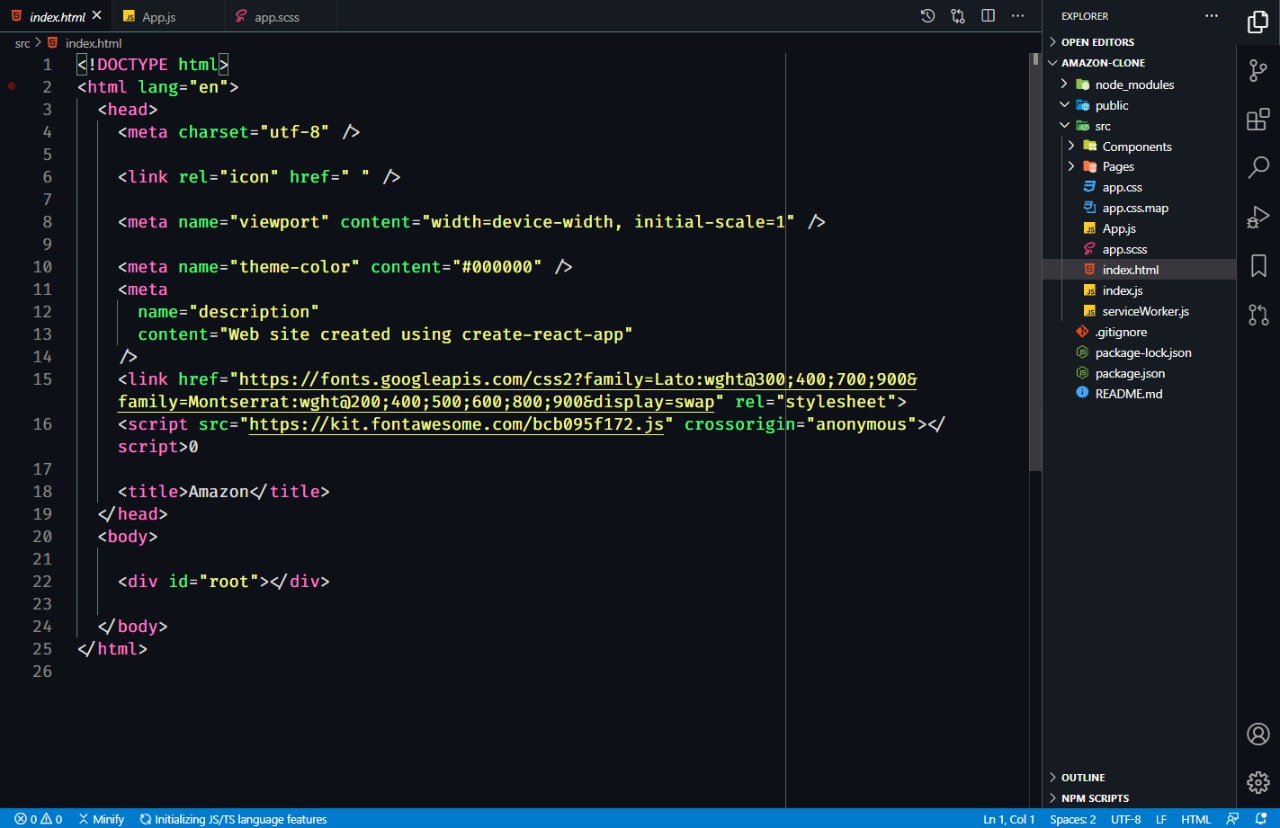 index.html
App.js
app.scss
src > index.html
1 <!DOCTYPE html>
2 <html lang="en">
3 <head>
4 <meta charset="utf-8" />
5
6 <link rel="icon" href=" " />
7
8 <meta name="viewport" content="width=device-width, initial-scale=1" />
9
10 <meta name="theme-color" content="#000000" />
11 <meta
12 name="description"
13 content="Web site created using create-react-app"
14 />
15 <link href="https://fonts.googleapis.com/css2?family=Lato:wght@300;400;700;900&
family=Montserrat:wght@200;400;500;600;800;900&display=swap" rel="stylesheet">
16 <script src="https://kit.fontawesome.com/bcb095f172.js" crossorigin="anonymous"></
script>0
17
18 <title>Amazon</title>
19 </head>
20 <body>
21
22 <div id="root"></div>
23
24 </body>
25 </html>
26
EXPLORER
OPEN EDITORS
AMAZON-CLONE
node_modules
public
src
Components
Pages
app.css
app.css.map
App.js
app.scss
index.html
index.js
serviceWorker.js
.gitignore
package-lock.json
package.json
README.md
OUTLINE
NPM SCRIPTS
0 0 Minify Initializing JS/TS language features Ln 1, Col 1 Spaces: 2 UTF-8 LF HTML